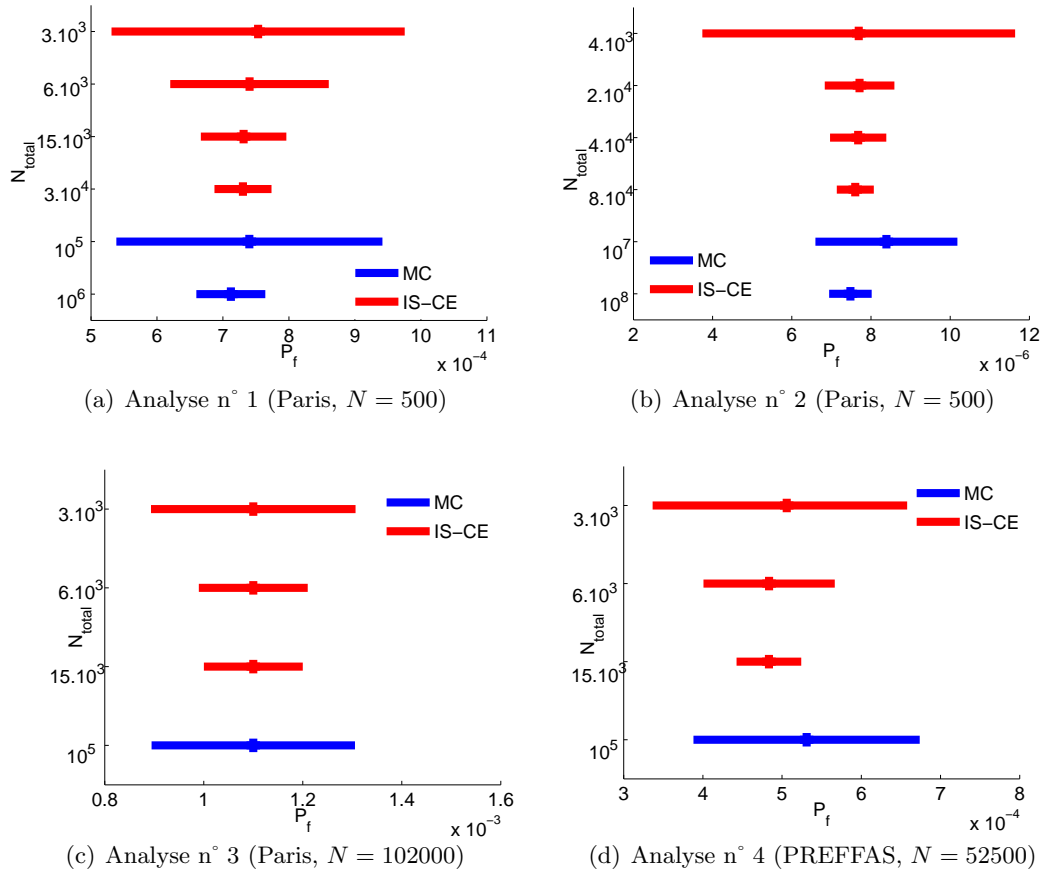 3.10³
6.10³
15.10³
3.10⁴
10⁵
10⁶
N_total
MC
IS−CE
5 6 7 8 9 10 11
P_f
x 10⁻⁴
(a) Analyse n° 1 (Paris, N = 500)
4.10³
2.10⁴
4.10⁴
8.10⁴
10⁷
10⁸
N_total
MC
IS−CE
2 4 6 8 10 12
P_f
x 10⁻⁶
(b) Analyse n° 2 (Paris, N = 500)
3.10³
6.10³
15.10³
10⁵
N_total
MC
IS−CE
0.8 1 1.2 1.4 1.6
P_f
x 10⁻³
(c) Analyse n° 3 (Paris, N = 102000)
3.10³
6.10³
15.10³
10⁵
N_total
MC
IS−CE
3 4 5 6 7 8
P_f
x 10⁻⁴
(d) Analyse n° 4 (PREFFAS, N = 52500)